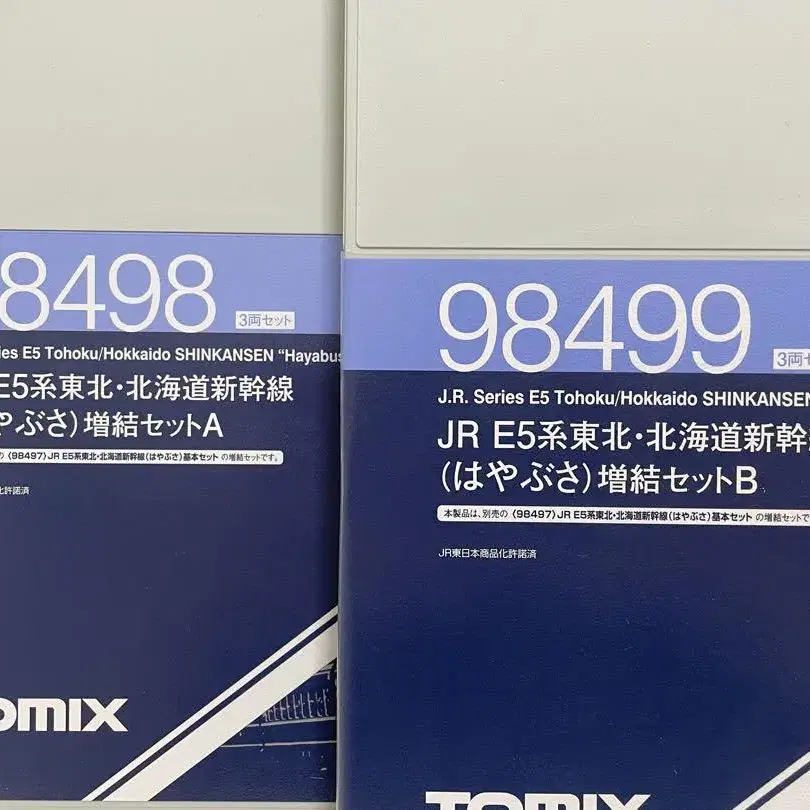 8498
3両セット
ies E5 Tohoku/Hokkaido SHINKANSEN "Hayabus
E5系東北・北海道新幹線
やぶさ）増結セットA
の〈98497〉JR E5系東北・北海道新幹線(はやぶさ)基本セット の増結セットです。
化許諾済
OMIX
98499
3両セ
J.R. Series E5 Tohoku/Hokkaido SHINKANSEN
JR E5系東北・北海道新幹
（はやぶさ）増結セットB
本製品は、別売の〈98497〉JR E5系東北・北海道新幹線(はやぶさ)基本セット の増結セットで
JR東日本商品化許諾済
TOMIX